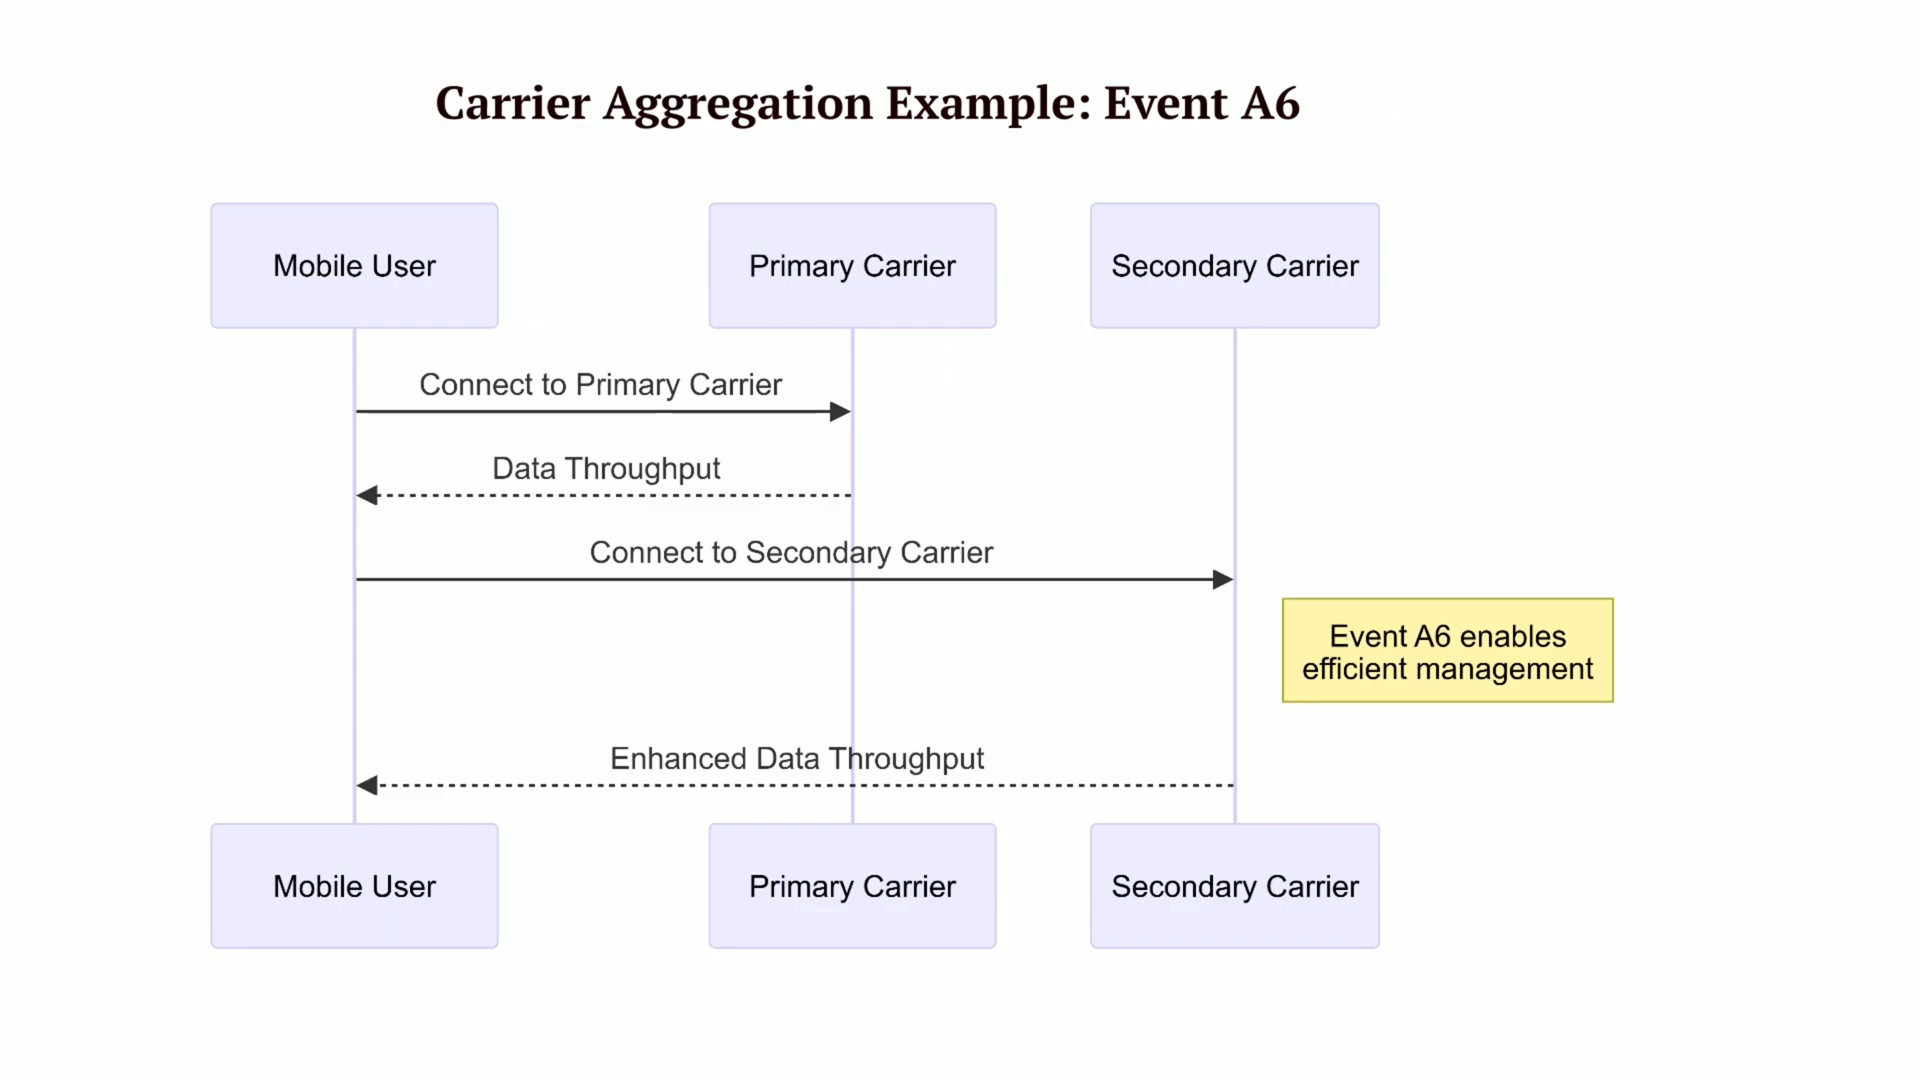 Carrier Aggregation Example: Event A6
Mobile User
Primary Carrier
Secondary Carrier
Connect to Primary Carrier
Data Throughput
Connect to Secondary Carrier
Event A6 enables
efficient management
Enhanced Data Throughput
Mobile User
Primary Carrier
Secondary Carrier